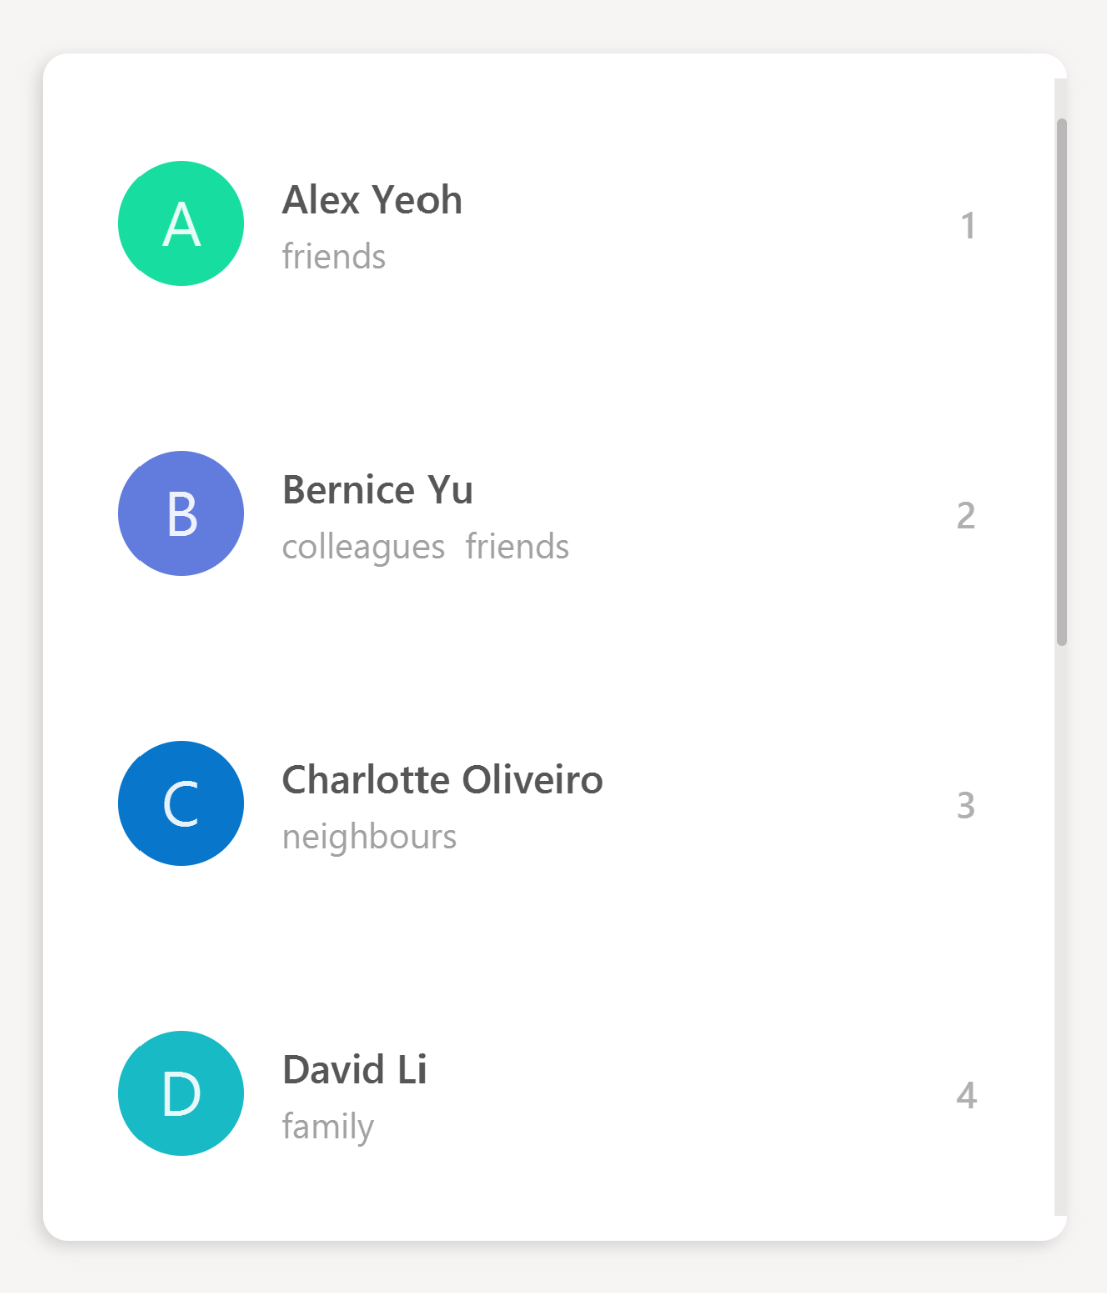 A
Alex Yeoh
friends
1
B
Bernice Yu
colleagues friends
2
C
Charlotte Oliveiro
neighbours
3
D
David Li
family
4